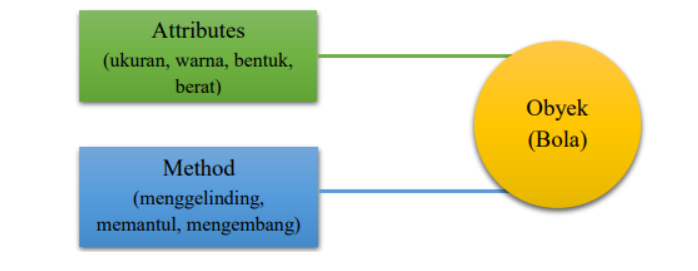 Attributes
(ukuran, warna, bentuk,
berat)
Obyek
(Bola)
Method
(menggelinding,
memantul, mengembang)